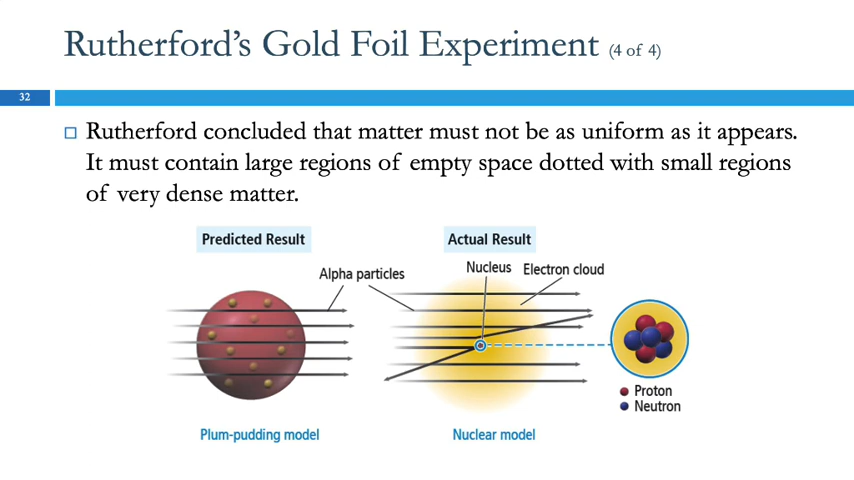 Rutherford's Gold Foil Experiment (4 of 4)
32
Rutherford concluded that matter must not be as uniform as it appears.
It must contain large regions of empty space dotted with small regions
of very dense matter.
Predicted Result
Actual Result
Alpha particles
Nucleus
Electron cloud
Proton
Neutron
Plum-pudding model
Nuclear model